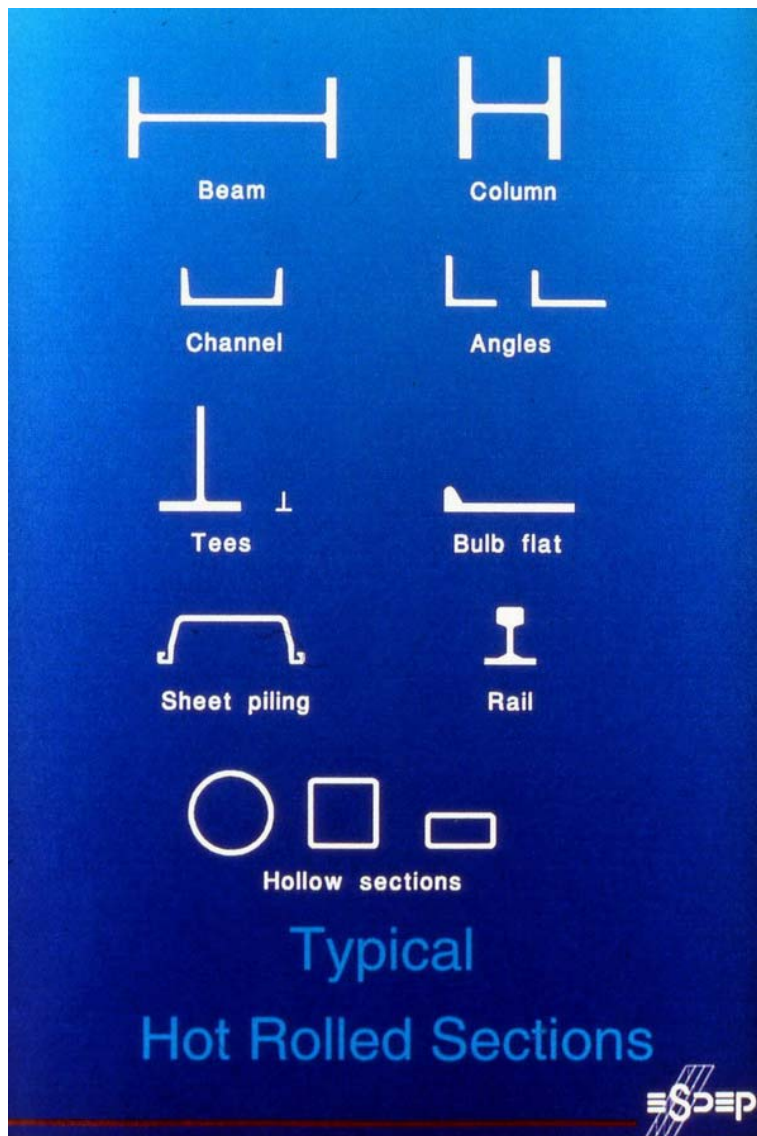 Beam
Column
Channel
Angles
Tees
Bulb flat
Sheet piling
Rail
Hollow sections
Typical
Hot Rolled Sections
ESDEP